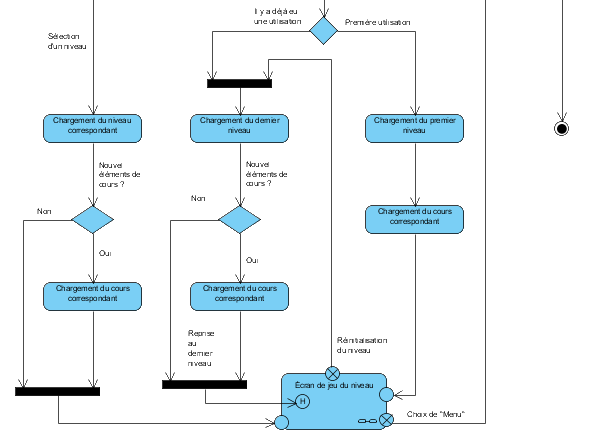 Il y a déjà eu
une utilisation
Première utilisation
Sélection
d'un niveau
Chargement du niveau
correspondant
Chargement du dernier
niveau
Chargement du premier
niveau
Nouvel
éléments de
cours ?
Nouvel
éléments de
cours ?
Non
Non
Chargement du cours
correspondant
Oui
Oui
Chargement du cours
correspondant
Chargement du cours
correspondant
Reprise
au
dernier
niveau
Réinitialisation
du niveau
Écran de jeu du niveau
H
Choix de "Menu"